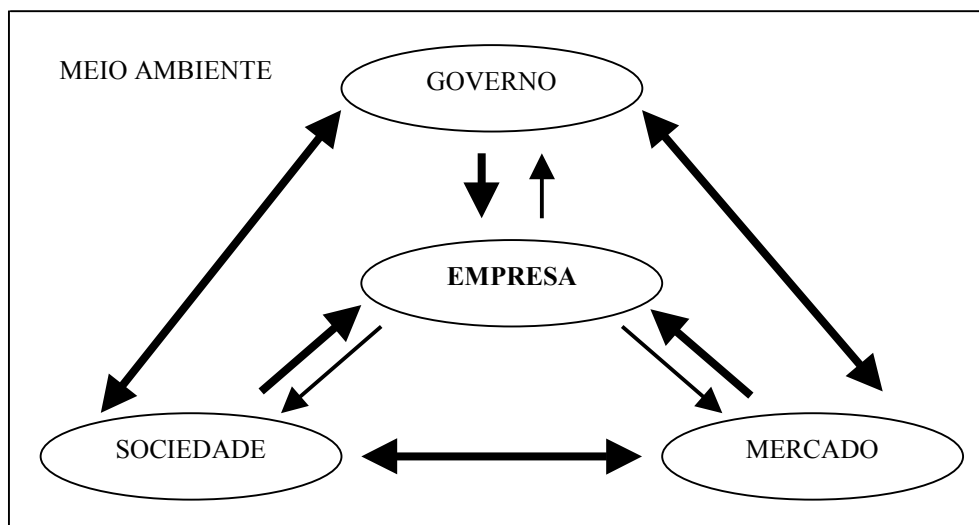 MEIO AMBIENTE
GOVERNO
EMPRESA
SOCIEDADE
MERCADO